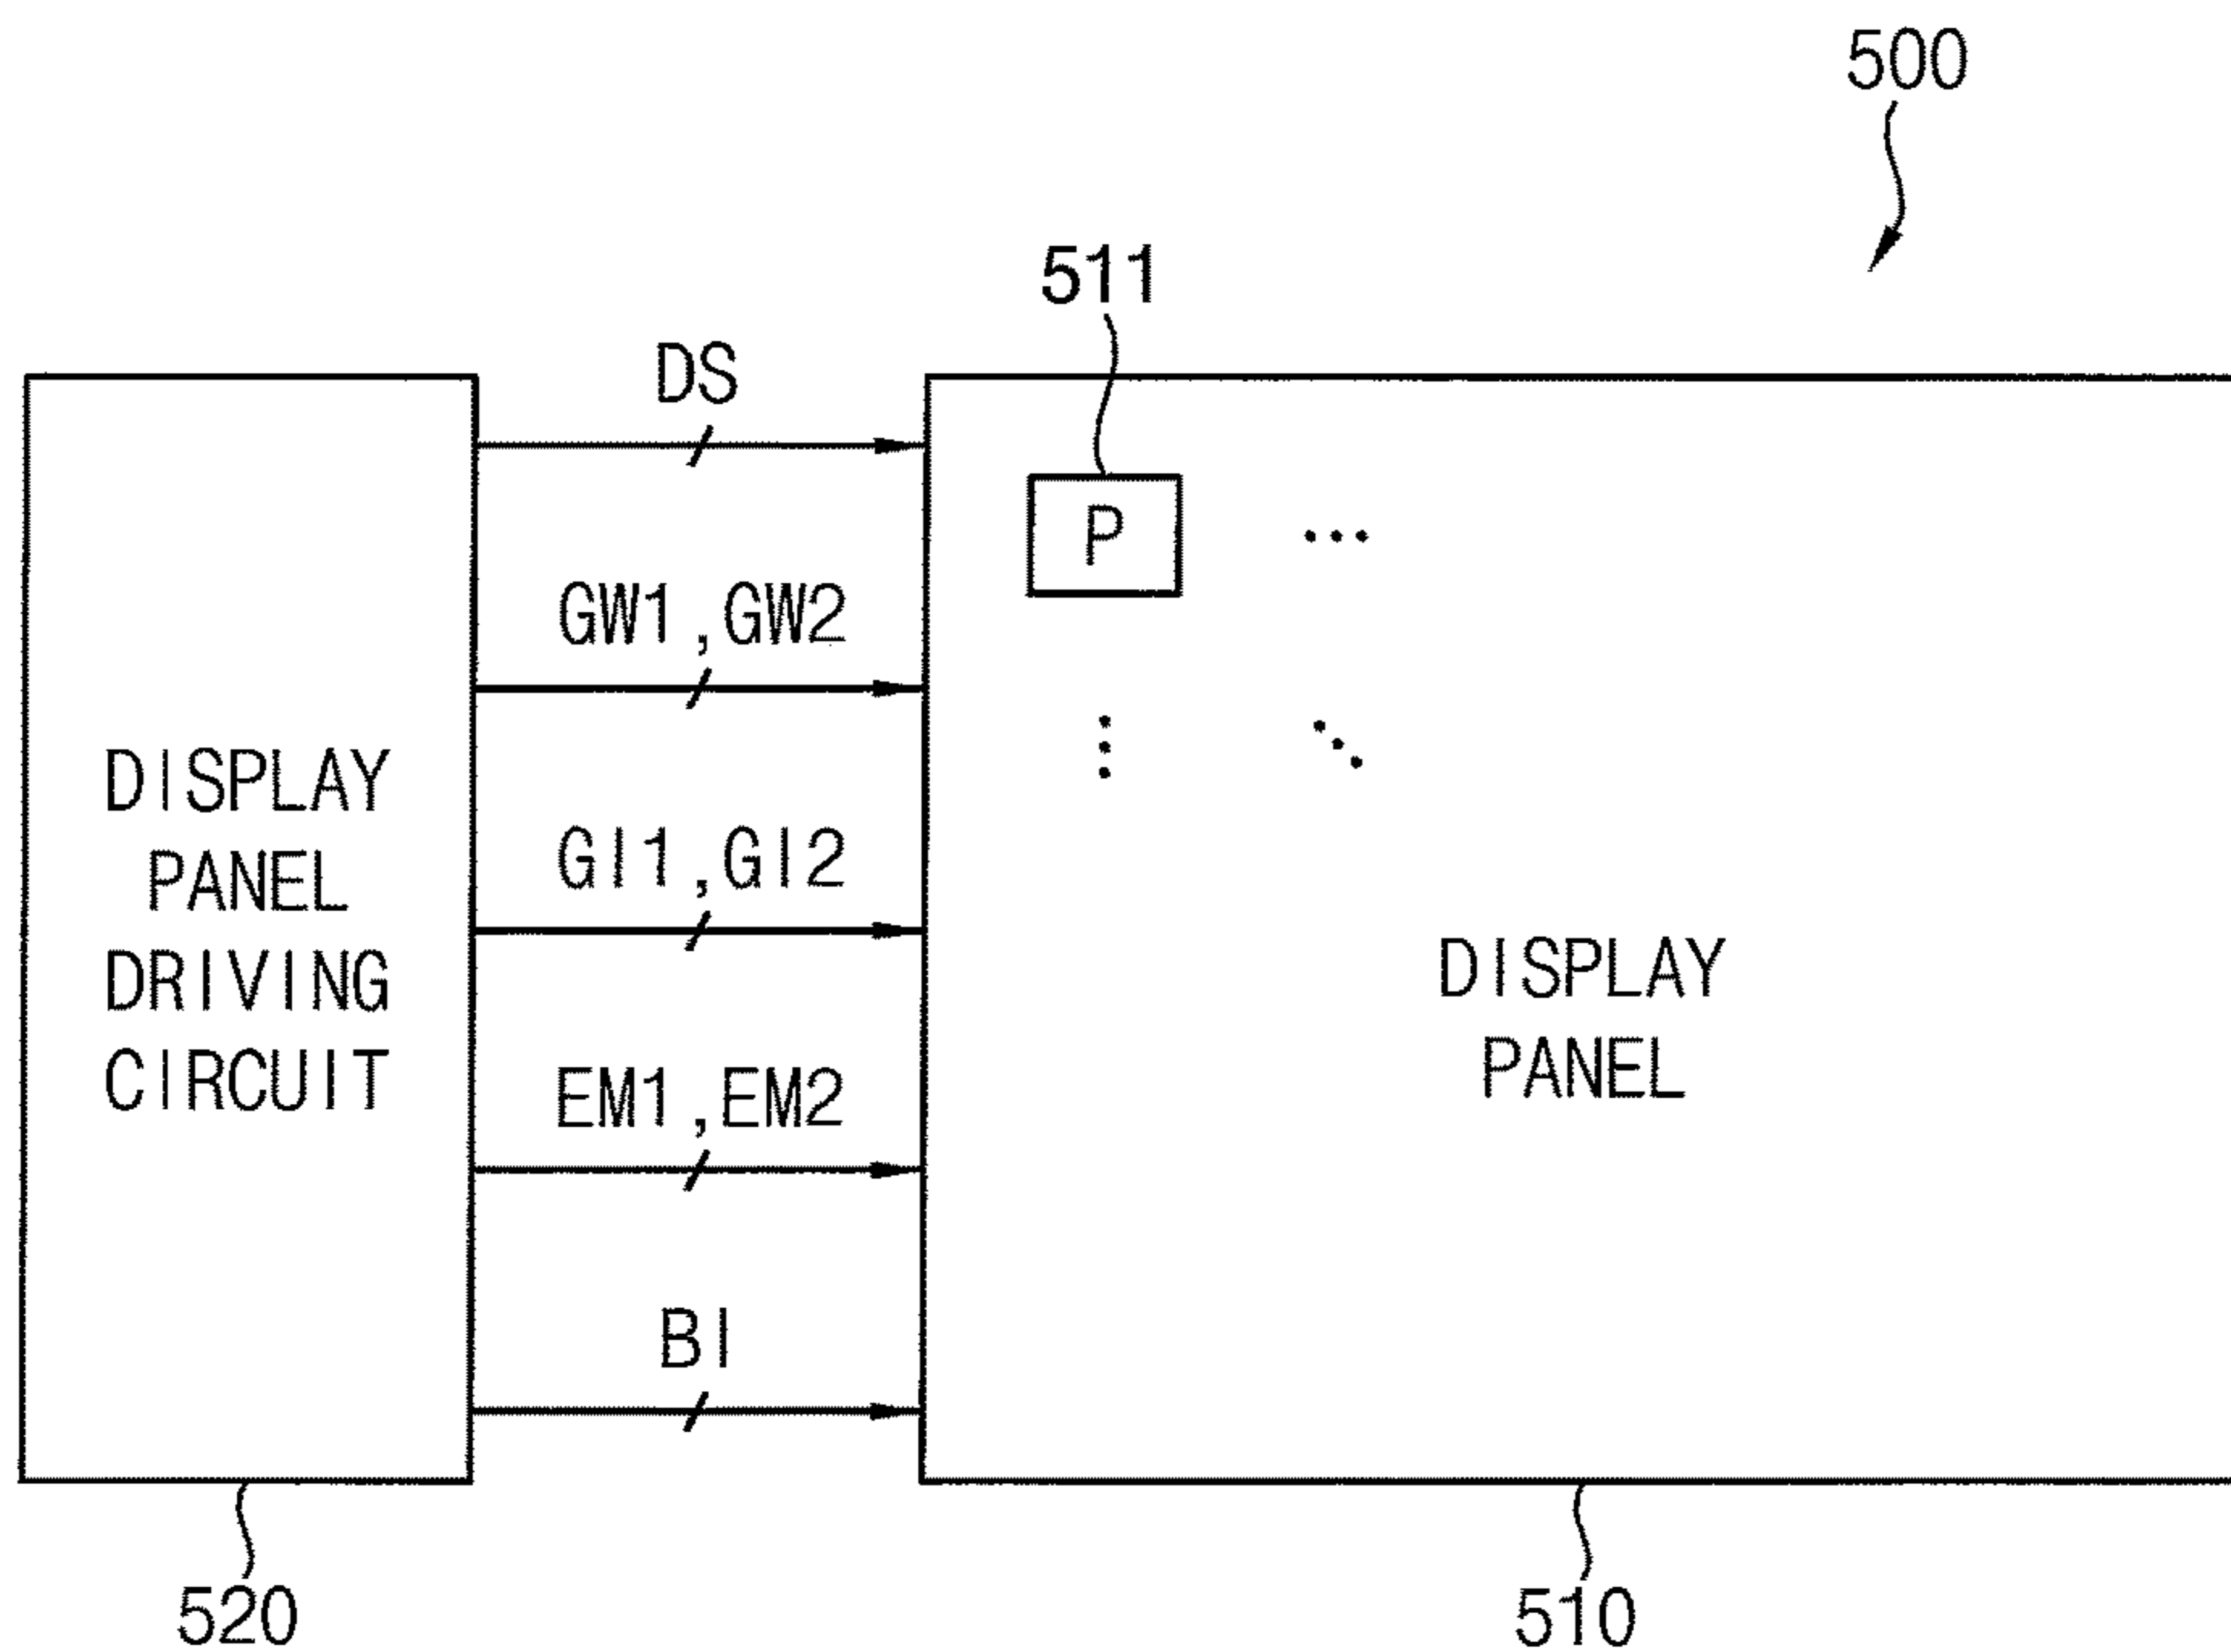 500
511
DS
P
GW1,GW2
DISPLAY
PANEL
DRIVING
CIRCUIT
GI1,GI2
EM1,EM2
BI
DISPLAY
PANEL
520
510